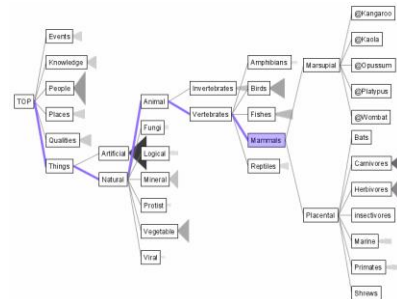 TOP
Events
Knowledge
People
Places
Qualities
Things
Artificial
Natural
Animal
Fungi
Logical
Mineral
Protist
Vegetable
Viral
Invertebrates
Vertebrates
Amphibians
Birds
Fishes
Mammals
Reptiles
Marsupial
Placental
@Kangaroo
@Kaola
@Opussum
@Platypus
@Wombat
Bats
Carnivores
Herbivores
insectivores
Marine
Primates
Shrews